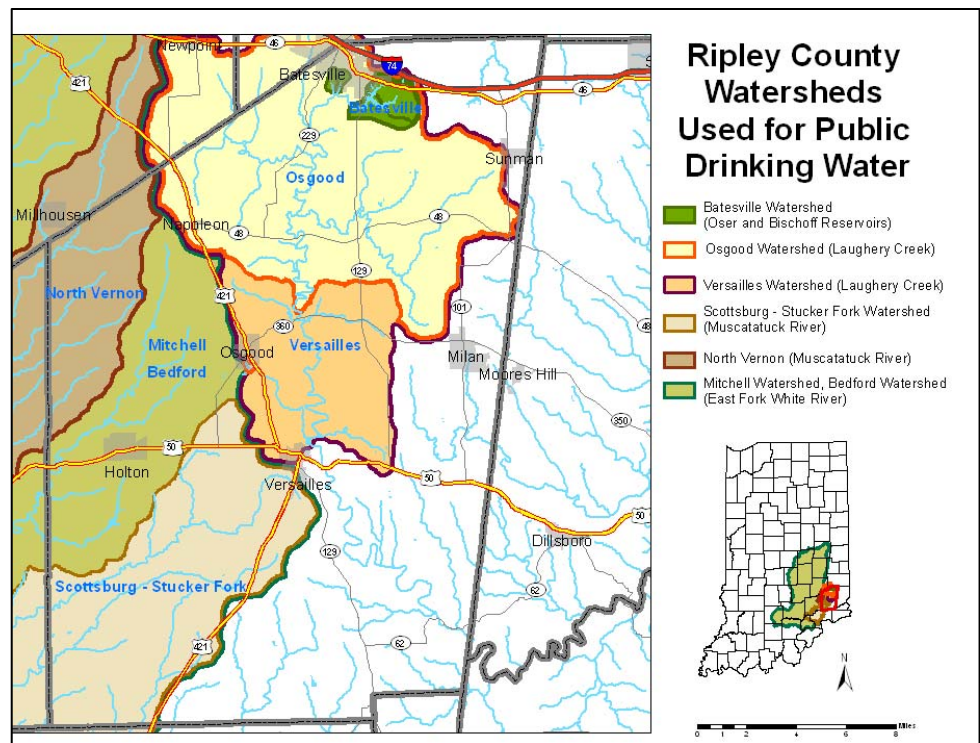 Ripley County
Watersheds
Used for Public
Drinking Water
Batesville Watershed
(Oser and Bischoff Reservoirs)
Osgood Watershed (Laughery Creek)
Versailles Watershed (Laughery Creek)
Scottsburg - Stucker Fork Watershed
(Muscatatuck River)
North Vernon (Muscatatuck River)
Mitchell Watershed, Bedford Watershed
(East Fork White River)
N
Miles
0 1 2 4 6 8
Newpoint
46
74
421
Batesville
Batesville
46
229
Sunman
Osgood
Millhousen
Napoleon
48
48
129
North Vernon
421
101
360
48
Mitchell
Bedford
Osgood
Versailles
Milan
Moores Hill
350
50
Holton
Versailles
50
50
129
Dillsboro
Scottsburg - Stucker Fork
62
62
421